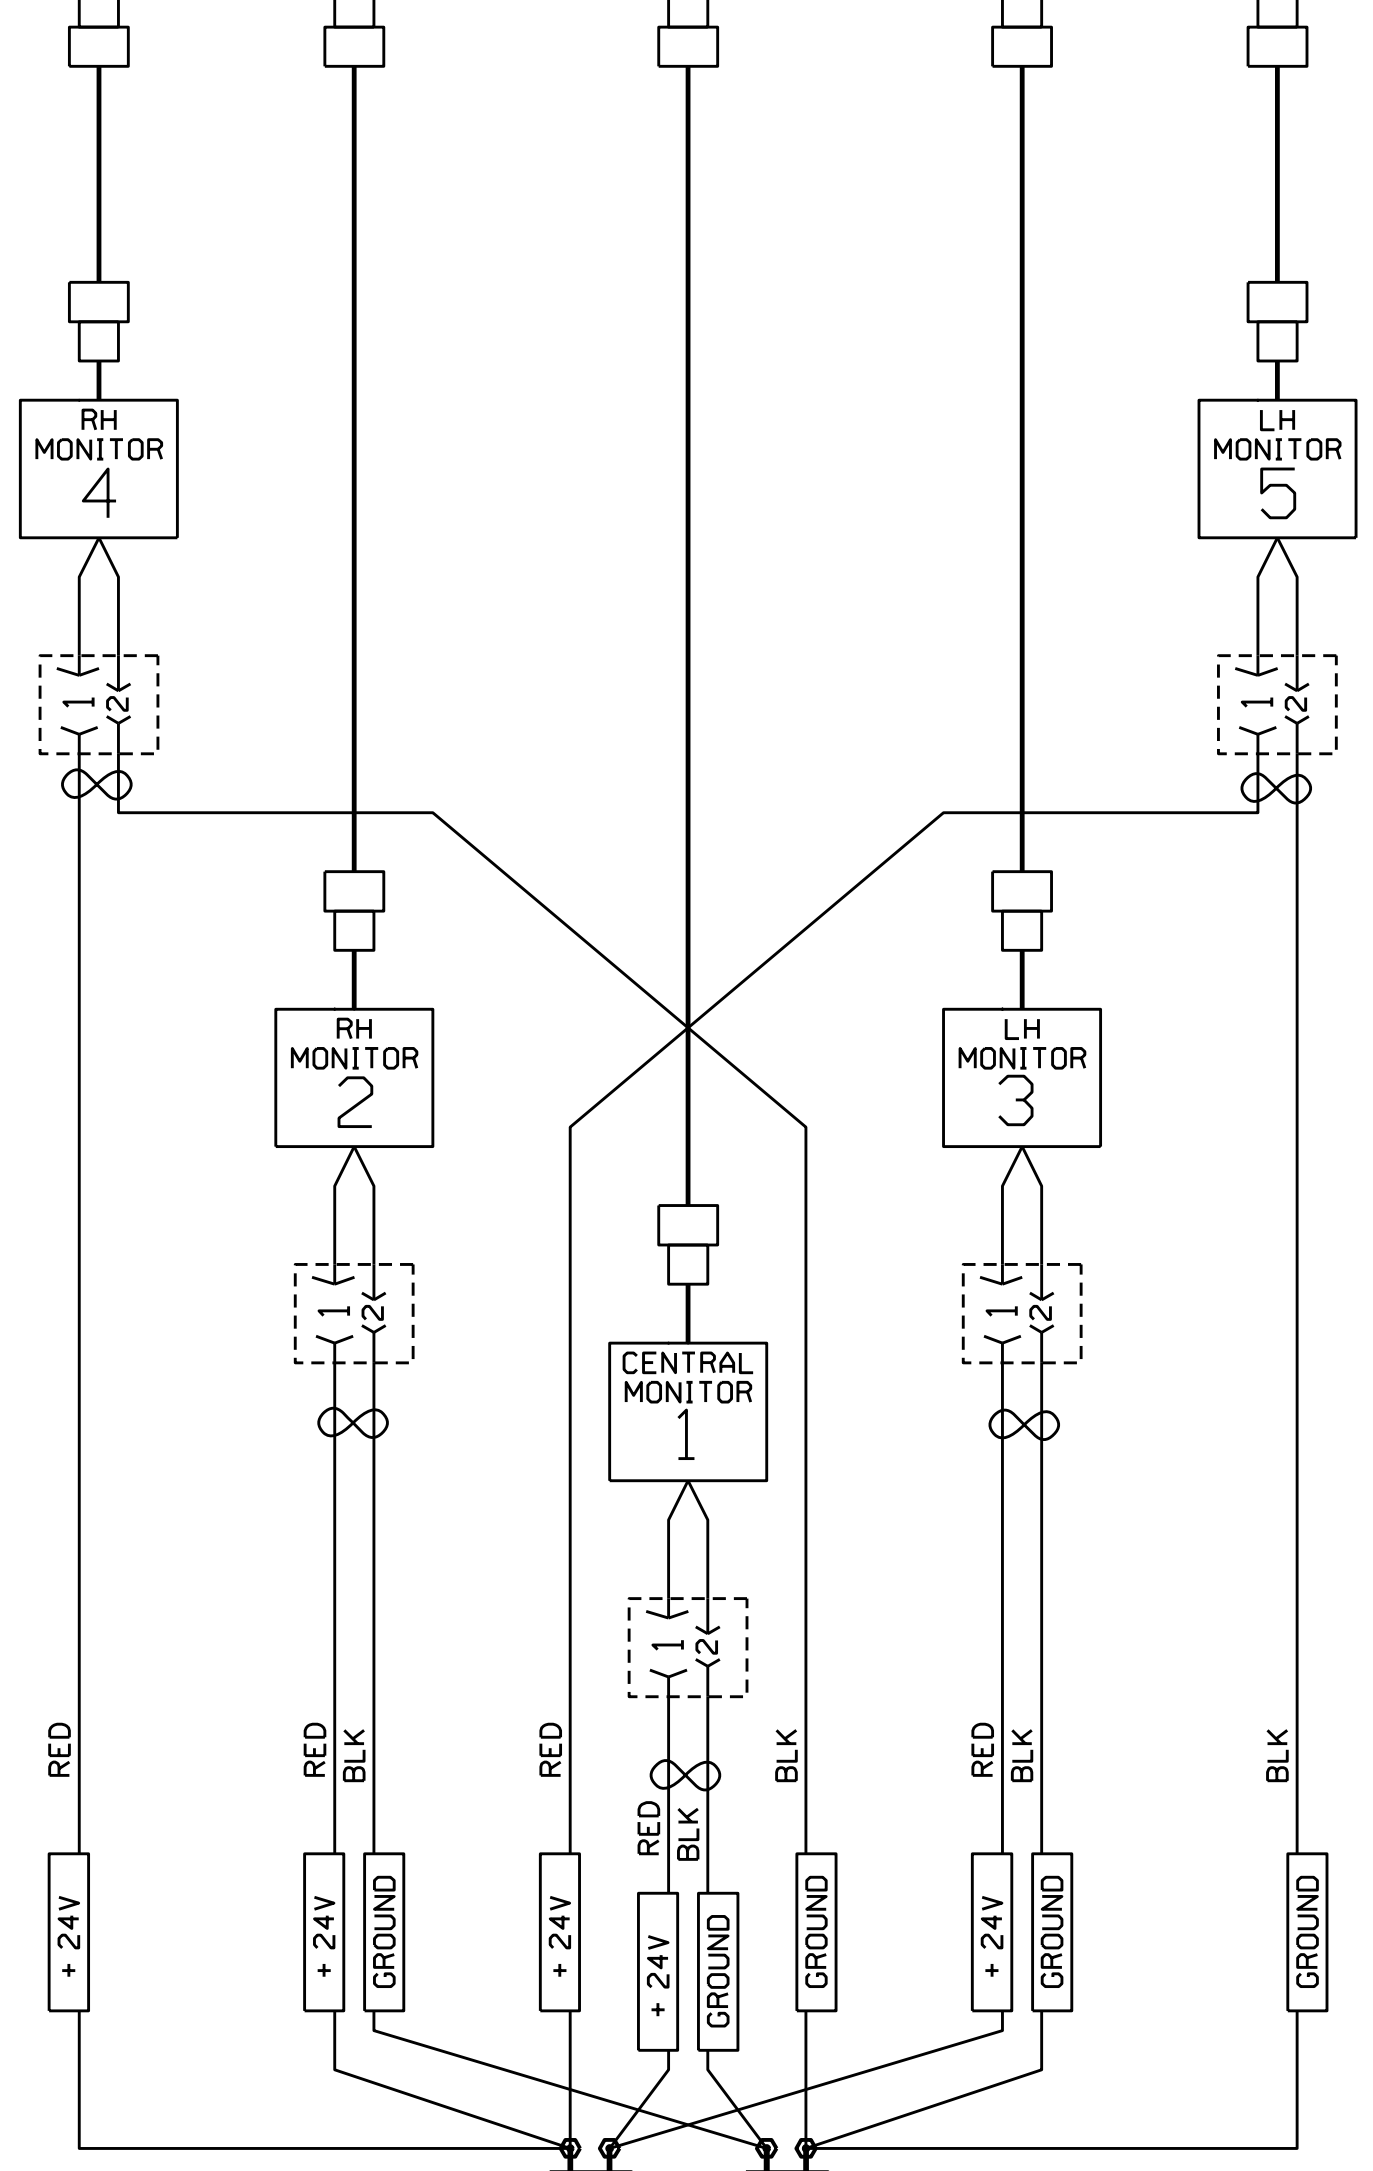 RH
MONITOR
4
LH
MONITOR
5
1
2
1
2
RH
MONITOR
2
LH
MONITOR
3
1
2
1
2
CENTRAL
MONITOR
1
1
2
RED
RED
BLK
RED
BLK
RED
BLK
BLK
RED
BLK
+ 24V
+ 24V
GROUND
+ 24V
+ 24V
GROUND
GROUND
+ 24V
GROUND
GROUND